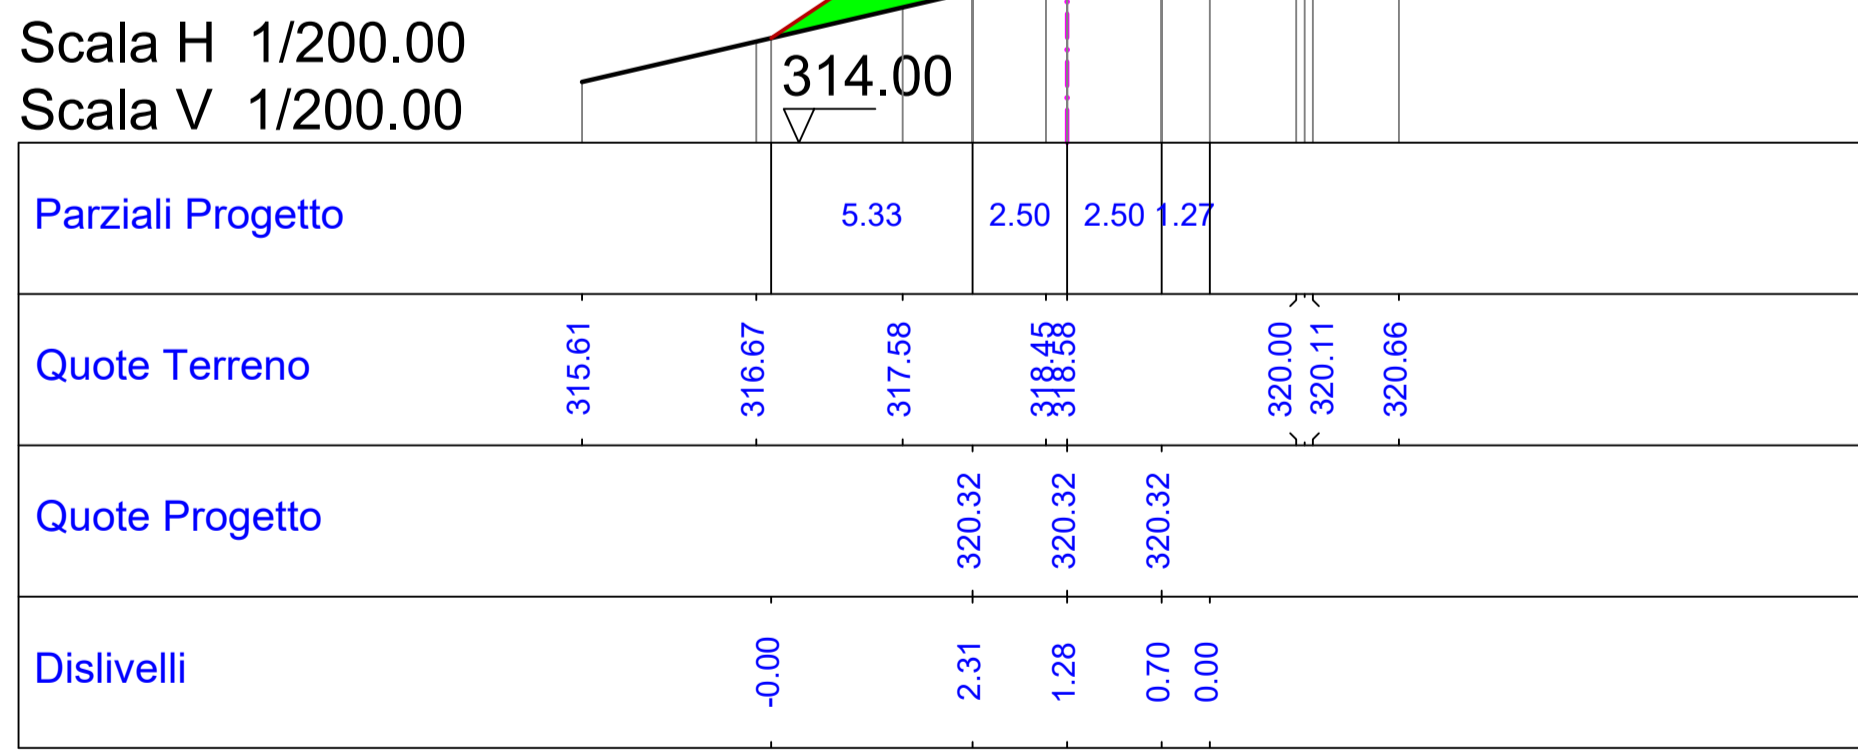 Scala H 1/200.00
Scala V 1/200.00
314.00
Parziali Progetto 5.33 2.50 2.50 1.27
Quote Terreno 315.61 316.67 317.58 318.45 318.58 320.00 320.11 320.66
Quote Progetto 320.32 320.32 320.32
Dislivelli -0.00 2.31 1.28 0.70 0.00